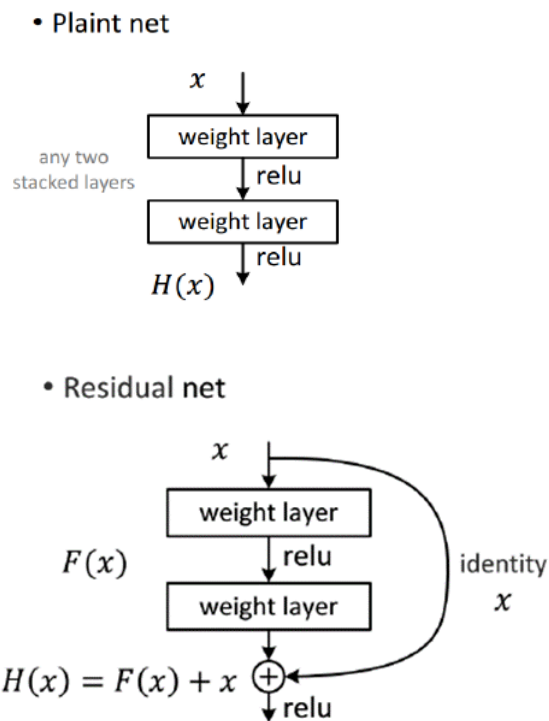 • Plaint net
x
weight layer
any two
stacked layers
relu
weight layer
relu
H(x)
• Residual net
x
weight layer
F(x)
relu
identity
x
weight layer
H(x) = F(x) + x
relu